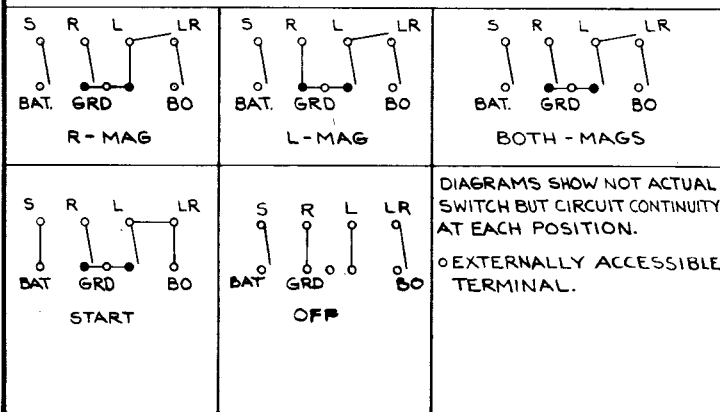 S R L LR
BAT. GRD BO
R-MAG
S R L LR
BAT. GRD BO
L-MAG
S R L LR
BAT. GRD BO
BOTH-MAGS
S R L LR
BAT GRD BO
START
S R L LR
BAT GRD BO
OFF
DIAGRAMS SHOW NOT ACTUAL
SWITCH BUT CIRCUIT CONTINUITY
AT EACH POSITION.
○ EXTERNALLY ACCESSIBLE
TERMINAL.